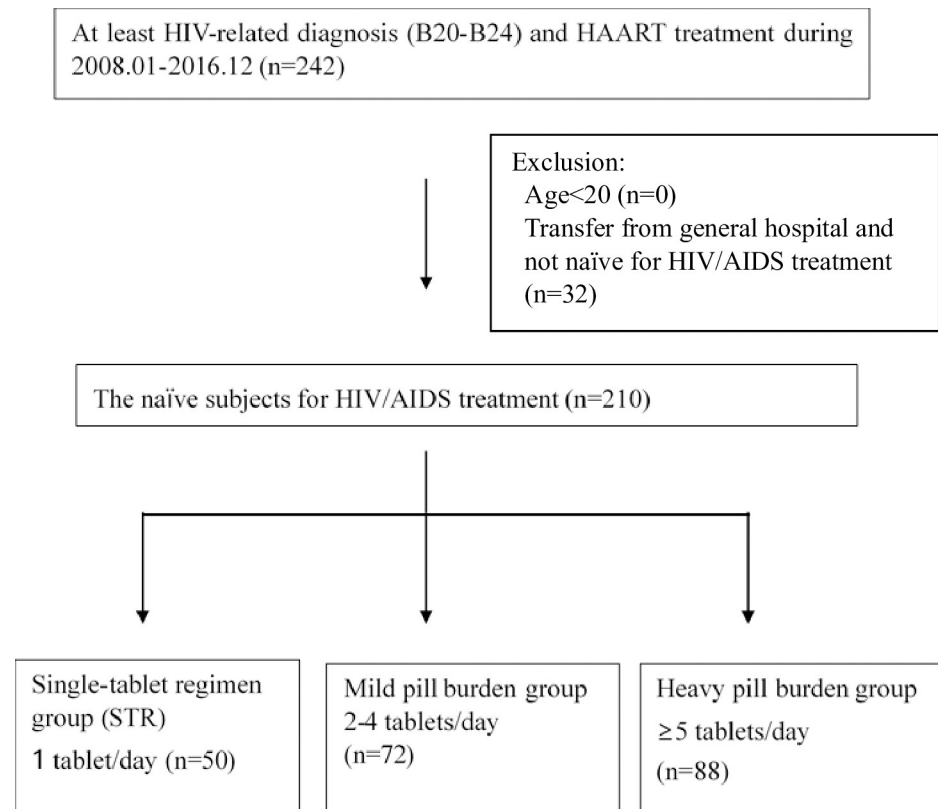 At least HIV-related diagnosis (B20-B24) and HAART treatment during
2008.01-2016.12 (n=242)
Exclusion:
Age<20 (n=0)
Transfer from general hospital and
not naïve for HIV/AIDS treatment
(n=32)
The naïve subjects for HIV/AIDS treatment (n=210)
Single-tablet regimen
group (STR)
1 tablet/day (n=50)
Mild pill burden group
2-4 tablets/day
(n=72)
Heavy pill burden group
≥5 tablets/day
(n=88)